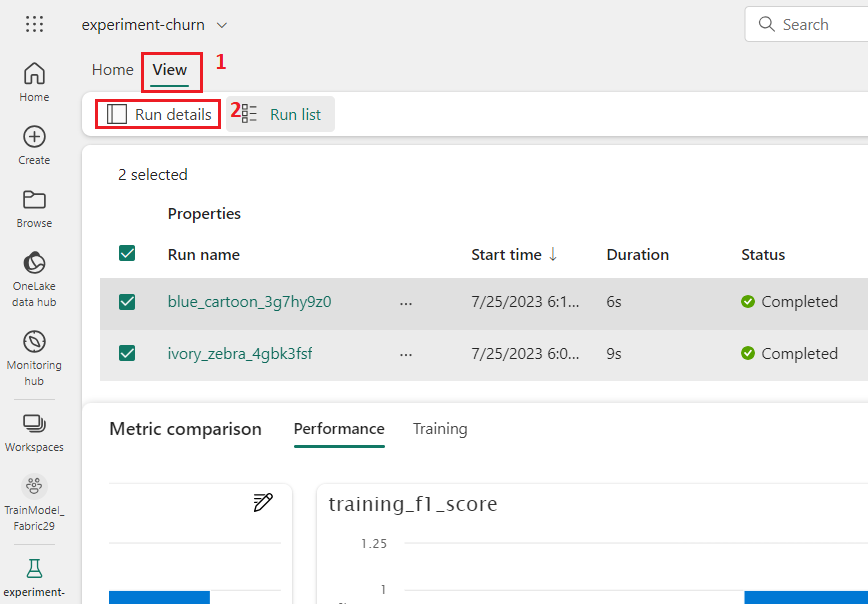 experiment-churn
Search
Home
View
1
Run details
2
Run list
Home
Create
Browse
OneLake
data hub
Monitoring
hub
Workspaces
TrainModel_
Fabric29
experiment-
2 selected
Properties
Run name Start time ↓ Duration Status
blue_cartoon_3g7hy9z0 ... 7/25/2023 6:1... 6s Completed
ivory_zebra_4gbk3fsf ... 7/25/2023 6:0... 9s Completed
Metric comparison Performance Training
training_f1_score
1.25
1